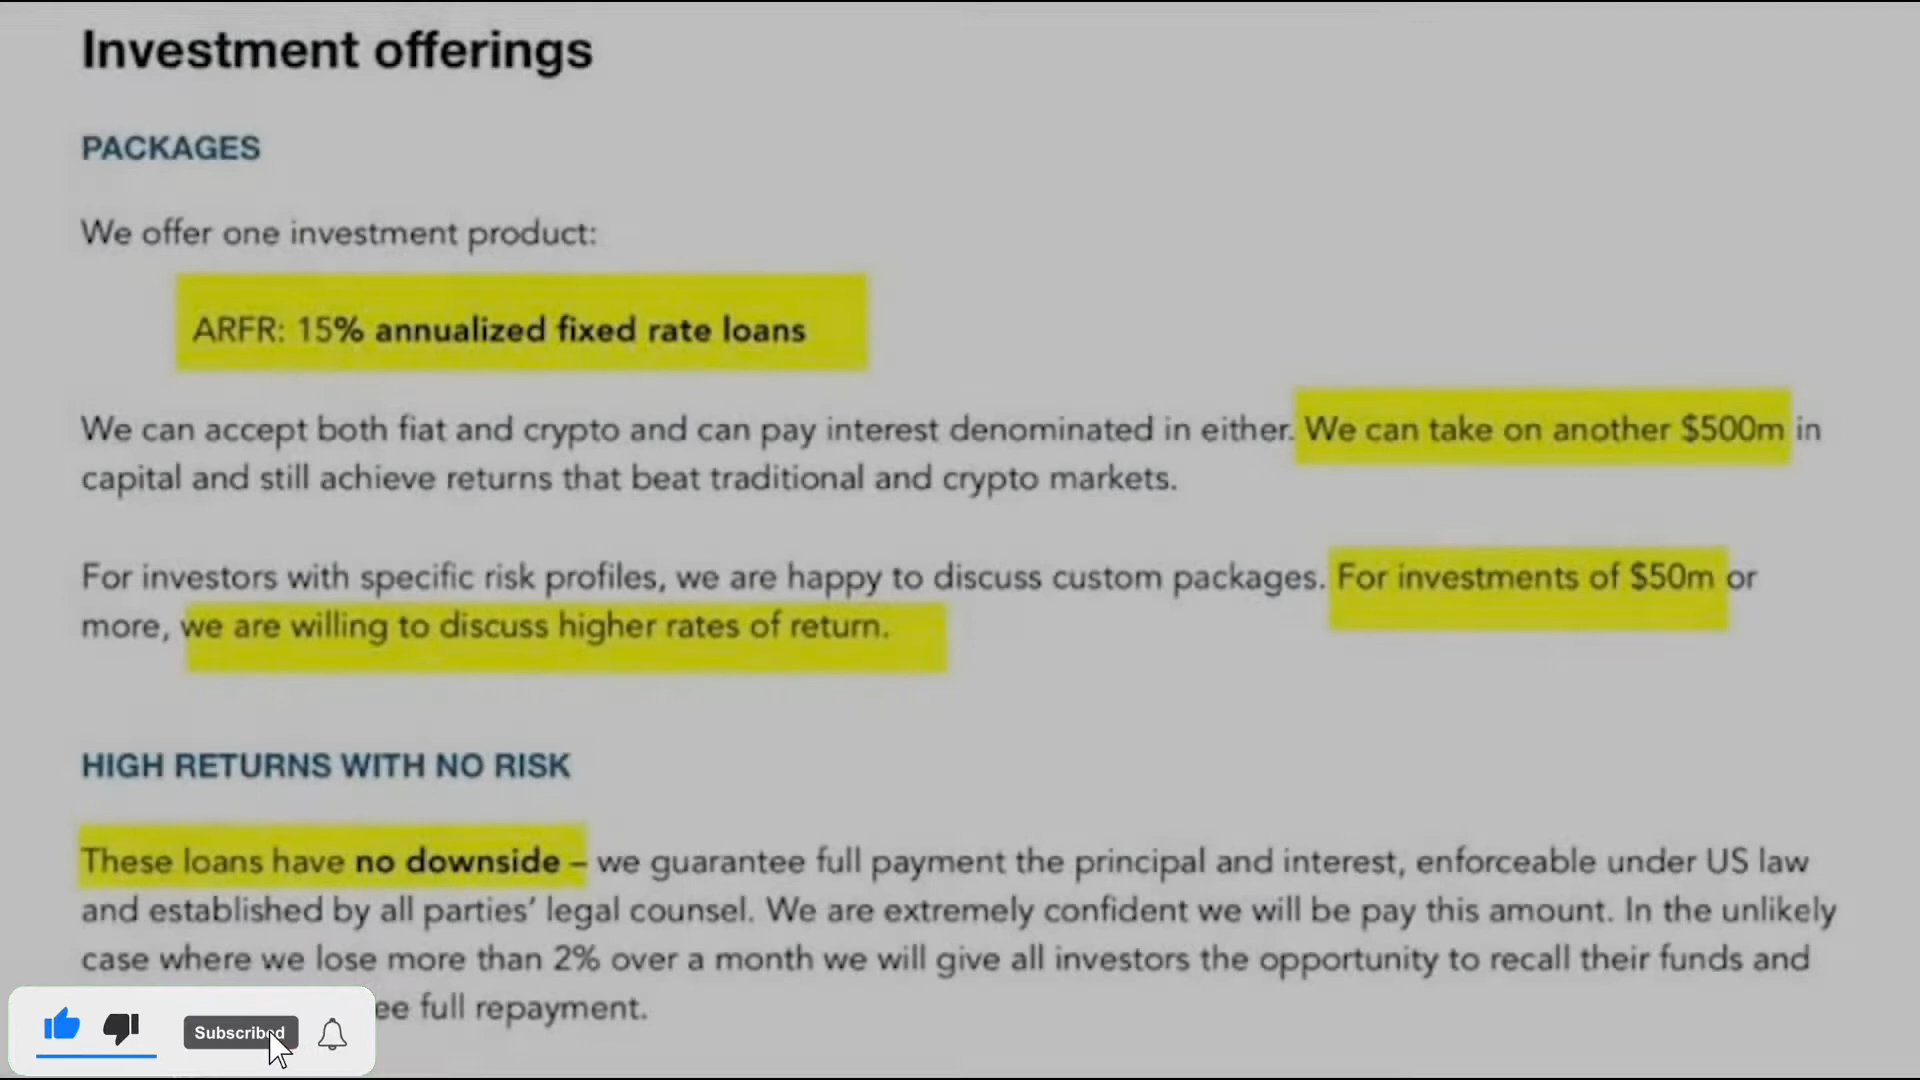 Investment offerings
PACKAGES
We offer one investment product:
ARFR: 15% annualized fixed rate loans
We can accept both fiat and crypto and can pay interest denominated in either. We can take on another $500m in
capital and still achieve returns that beat traditional and crypto markets.
For investors with specific risk profiles, we are happy to discuss custom packages. For investments of $50m or
more, we are willing to discuss higher rates of return.
HIGH RETURNS WITH NO RISK
These loans have no downside – we guarantee full payment the principal and interest, enforceable under US law
and established by all parties’ legal counsel. We are extremely confident we will be pay this amount. In the unlikely
case where we lose more than 2% over a month we will give all investors the opportunity to recall their funds and
ee full repayment.
Subscribed